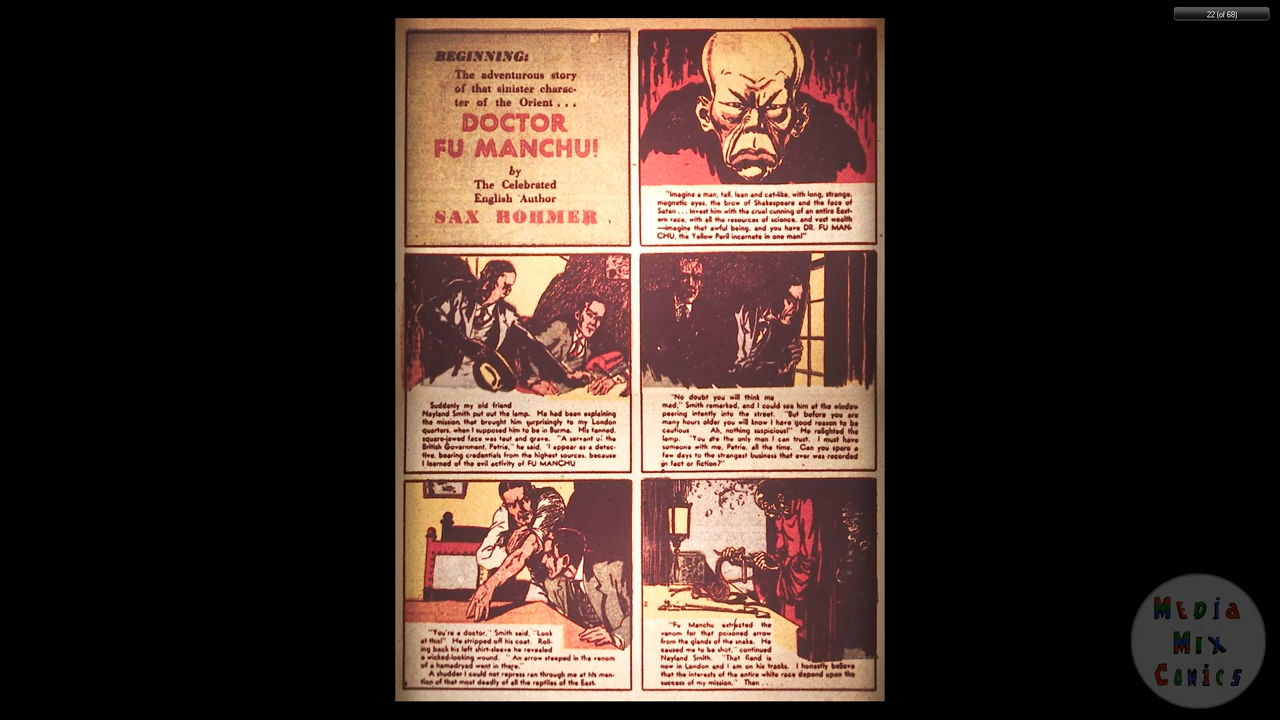 22 (of 68)
BEGINNING:
The adventurous story
of that sinister charac-
ter of the Orient . . .
DOCTOR
FU MANCHU!
by
The Celebrated
English Author
SAX ROHMER
"Imagine a man, tall, lean and cat-like, with long, strange,
magnetic eyes, the brow of Shakespeare and the face of
Satan . . . Invest him with the cruel cunning of an entire East-
ern race, with all the resources of science, and vast wealth
—imagine that awful being, and you have DR. FU MAN-
CHU, the Yellow Peril incarnate in one man!"
Suddenly my old friend
Nayland Smith put out the lamp. He had been explaining
the mission that brought him surprisingly to my London
quarters, when I supposed him to be in Burma. His tanned,
square-jawed face was taut and grave. "A servant of the
British Government, Petrie," he said, "I appear as a detec-
tive, bearing credentials from the highest sources, because
I learned of the evil activity of FU MANCHU
"No doubt you will think me
mad," Smith remarked, and I could see him at the window
peering intently into the street. "But before you are
many hours older you will know I have good reason to be
cautious Ah, nothing suspicious!" He relighted the
lamp. "You are the only man I can trust. I must have
someone with me, Petrie, all the time. Can you spare a
few days to the strangest business that ever was recorded
in fact or fiction?"
"You're a doctor," Smith said, "Look
at this!" He stripped off his coat. Roll-
ing back his left shirt-sleeve he revealed
a wicked-looking wound. "An arrow steeped in the venom
of a hamadryad went in there."
A shudder I could not repress ran through me at his men-
tion of that most deadly of all the reptiles of the East.
"Fu Manchu extracted the
venom for that poisoned arrow
from the glands of the snake. He
caused me to be shot," continued
Nayland Smith. "That fiend is
now in London and I am on his tracks. I honestly believe
that the interests of the entire white race depend upon the
success of my mission." Then . . . .
MEDIA
MIX
COMICS